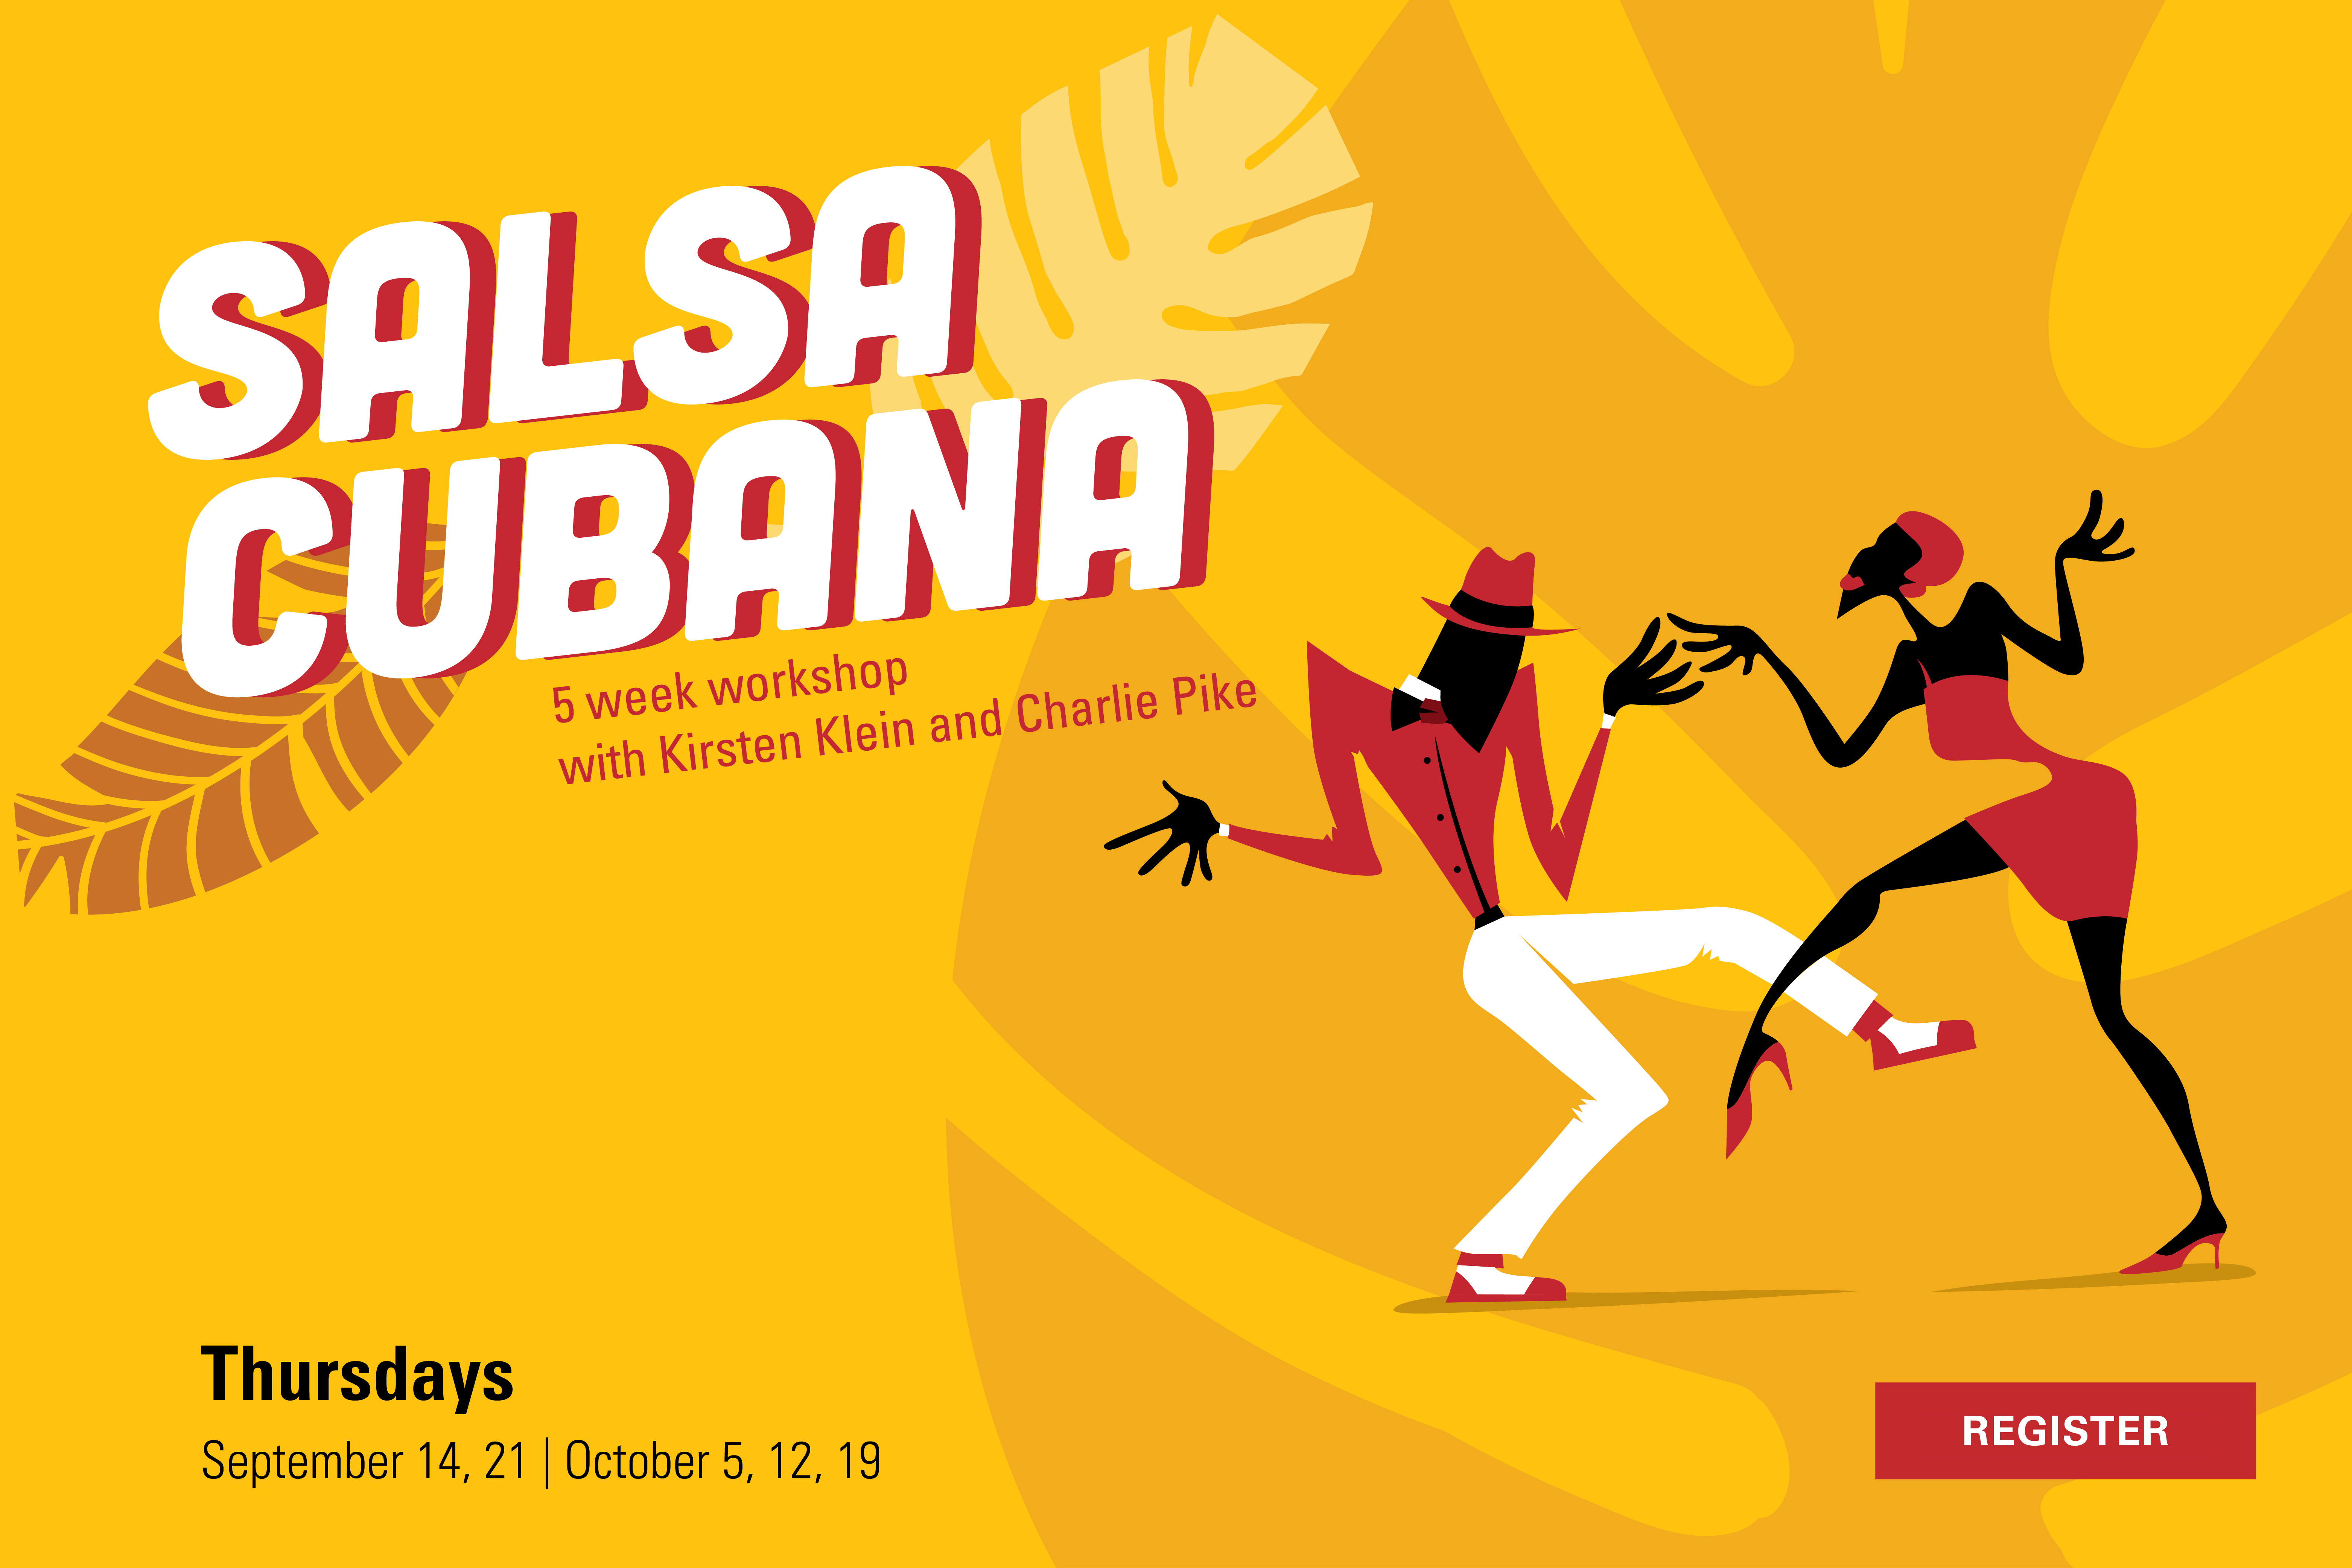 SALSA
CUBANA
5 week workshop
with Kirsten Klein and Charlie Pike
Thursdays
September 14, 21 | October 5, 12, 19
REGISTER